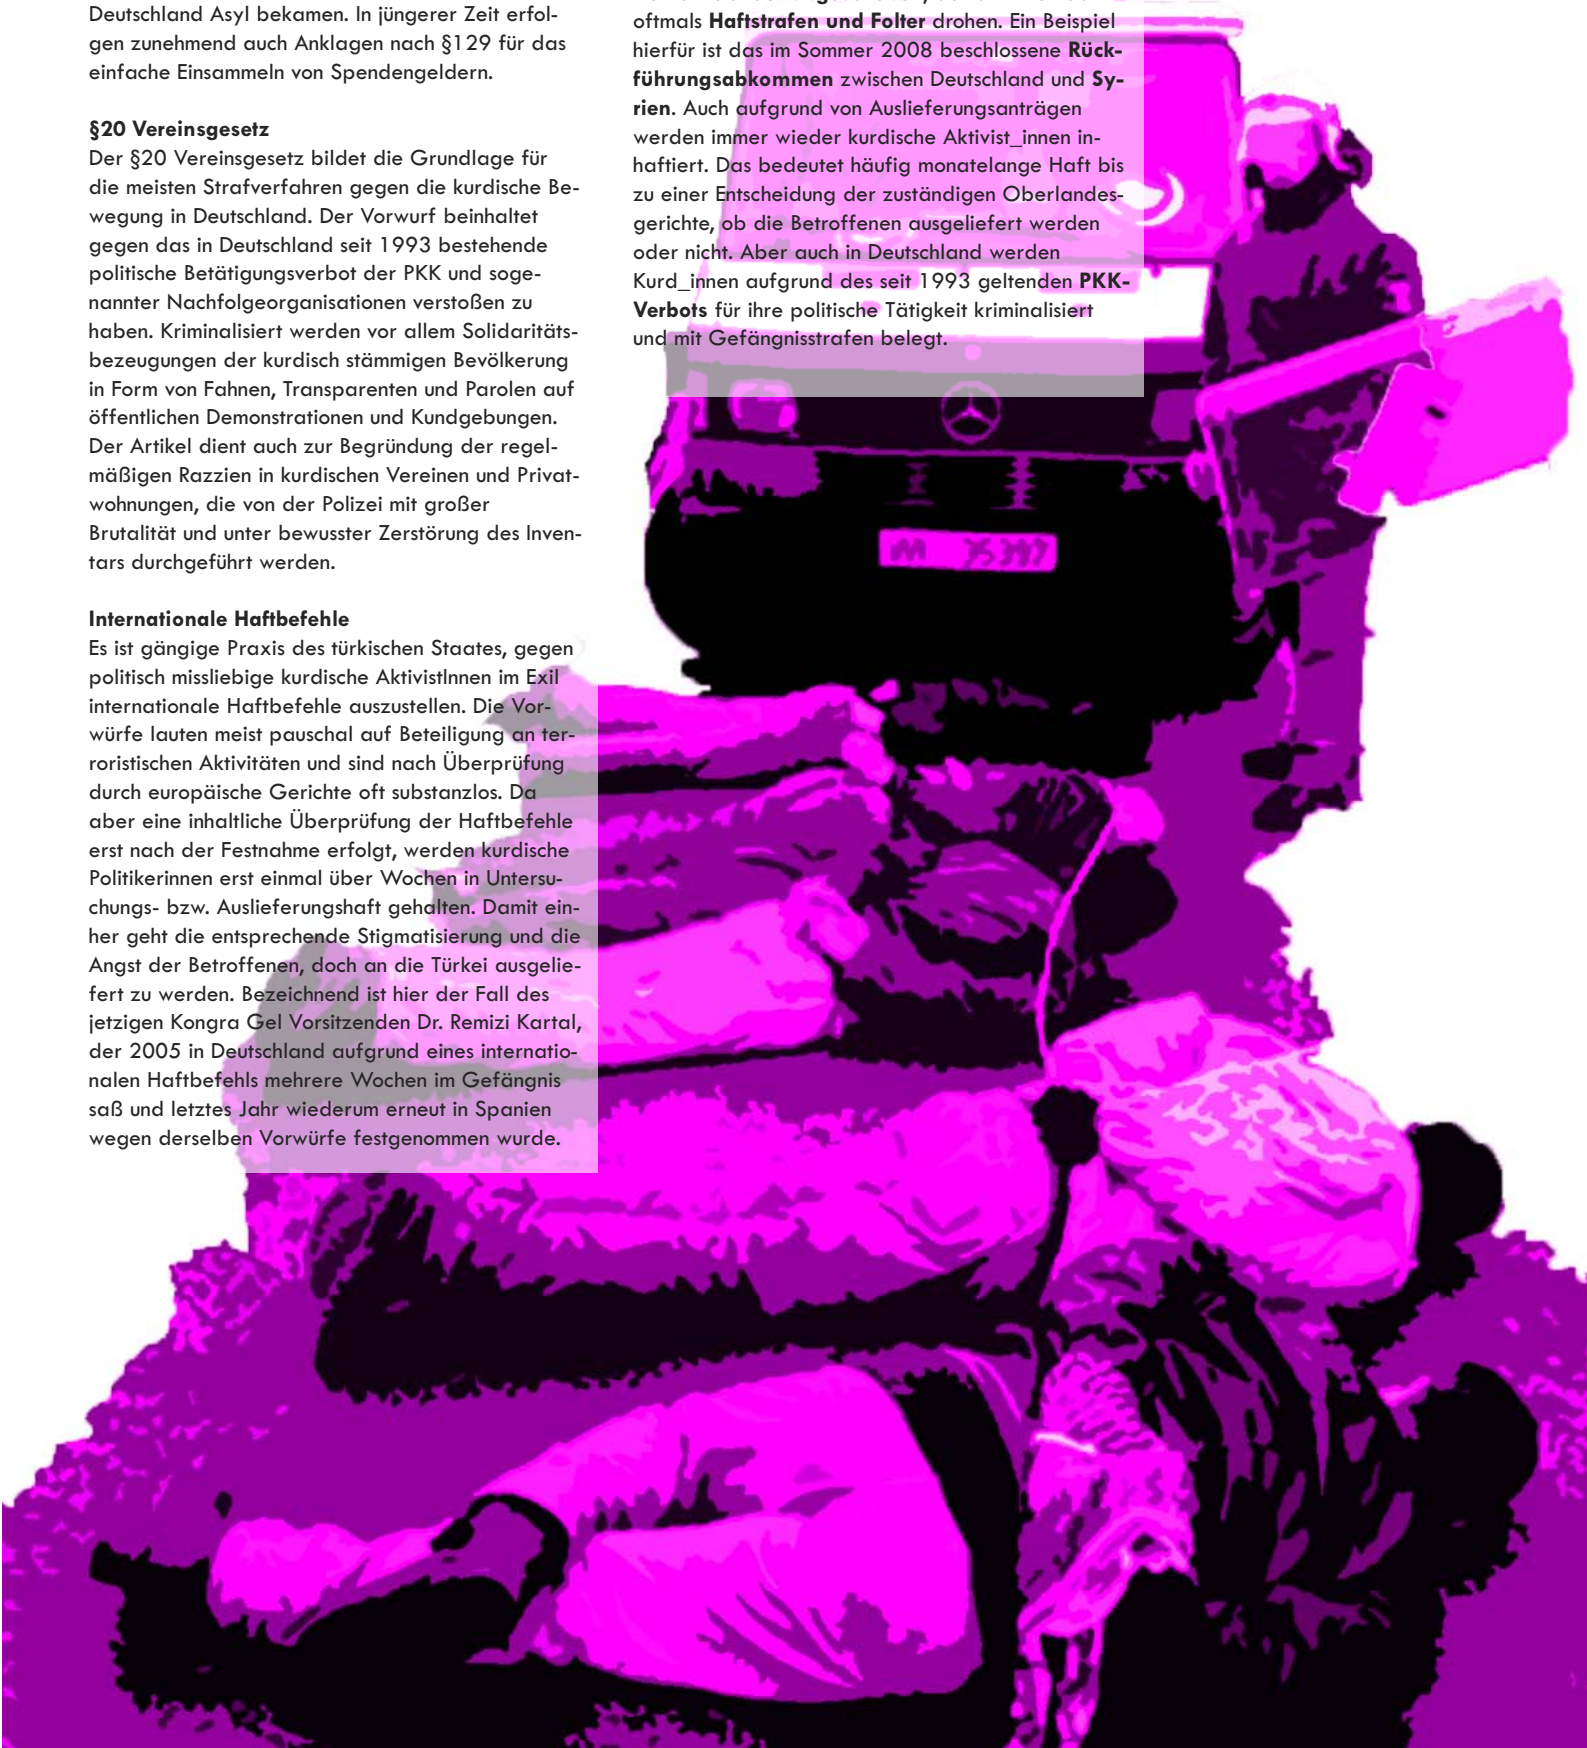 Deutschland Asyl bekamen. In jüngerer Zeit erfol-
gen zunehmend auch Anklagen nach §129 für das
einfache Einsammeln von Spendengeldern.
§20 Vereinsgesetz
Der §20 Vereinsgesetz bildet die Grundlage für
die meisten Strafverfahren gegen die kurdische Be-
wegung in Deutschland. Der Vorwurf beinhaltet
gegen das in Deutschland seit 1993 bestehende
politische Betätigungsverbot der PKK und soge-
nannter Nachfolgeorganisationen verstoßen zu
haben. Kriminalisiert werden vor allem Solidaritäts-
bezeugungen der kurdisch stämmigen Bevölkerung
in Form von Fahnen, Transparenten und Parolen auf
öffentlichen Demonstrationen und Kundgebungen.
Der Artikel dient auch zur Begründung der regel-
mäßigen Razzien in kurdischen Vereinen und Privat-
wohnungen, die von der Polizei mit großer
Brutalität und unter bewusster Zerstörung des Inven-
tars durchgeführt werden.
Internationale Haftbefehle
Es ist gängige Praxis des türkischen Staates, gegen
politisch missliebige kurdische AktivistInnen im Exil
internationale Haftbefehle auszustellen. Die Vor-
würfe lauten meist pauschal auf Beteiligung an ter-
roristischen Aktivitäten und sind nach Überprüfung
durch europäische Gerichte oft substanzlos. Da
aber eine inhaltliche Überprüfung der Haftbefehle
erst nach der Festnahme erfolgt, werden kurdische
Politikerinnen erst einmal über Wochen in Untersu-
chungs- bzw. Auslieferungshaft gehalten. Damit ein-
her geht die entsprechende Stigmatisierung und die
Angst der Betroffenen, doch an die Türkei ausgelie-
fert zu werden. Bezeichnend ist hier der Fall des
jetzigen Kongra Gel Vorsitzenden Dr. Remizi Kartal,
der 2005 in Deutschland aufgrund eines internatio-
nalen Haftbefehls mehrere Wochen im Gefängnis
saß und letztes Jahr wiederum erneut in Spanien
wegen derselben Vorwürfe festgenommen wurde.
oftmals Haftstrafen und Folter drohen. Ein Beispiel
hierfür ist das im Sommer 2008 beschlossene Rück-
führungsabkommen zwischen Deutschland und Sy-
rien. Auch aufgrund von Auslieferungsanträgen
werden immer wieder kurdische Aktivist_innen in-
haftiert. Das bedeutet häufig monatelange Haft bis
zu einer Entscheidung der zuständigen Oberlandes-
gerichte, ob die Betroffenen ausgeliefert werden
oder nicht. Aber auch in Deutschland werden
Kurd_innen aufgrund des seit 1993 geltenden PKK-
Verbots für ihre politische Tätigkeit kriminalisiert
und mit Gefängnisstrafen belegt.